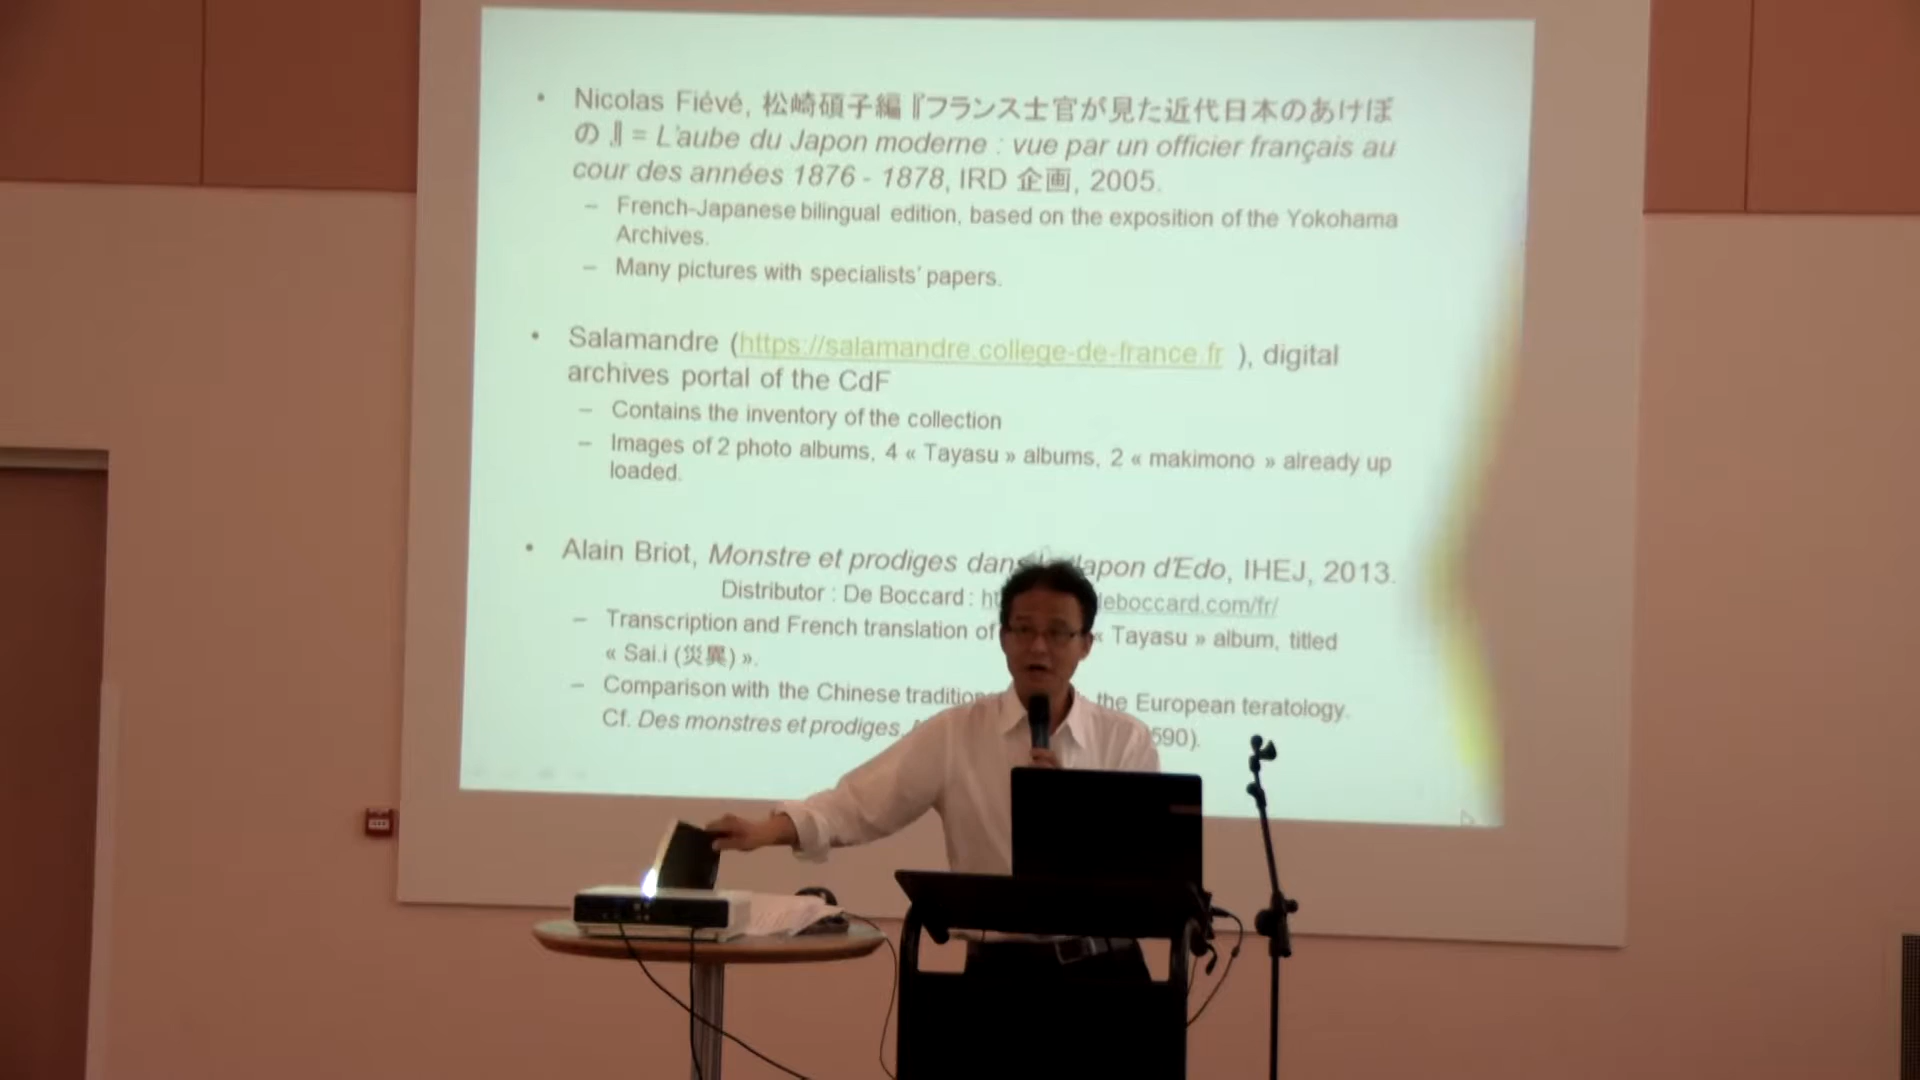 • Nicolas Fiévé, 松崎碩子編『フランス士官が見た近代日本のあけぼ
の』= L'aube du Japon moderne : vue par un officier français au
cour des années 1876 - 1878, IRD 企画, 2005.
– French-Japanese bilingual edition, based on the exposition of the Yokohama
Archives.
– Many pictures with specialists' papers.
• Salamandre (https://salamandre.college-de-france.fr ), digital
archives portal of the CdF
– Contains the inventory of the collection
– Images of 2 photo albums, 4 « Tayasu » albums, 2 « makimono » already up
loaded.
• Alain Briot, Monstre et prodiges dans Japon d'Edo, IHEJ, 2013.
Distributor : De Boccard : deboccard.com/fr/
– Transcription and French translation of « Tayasu » album, titled
« Sai.i (災異) ».
– Comparison with the Chinese the European teratology.
Cf. Des monstres et prodiges, 590).